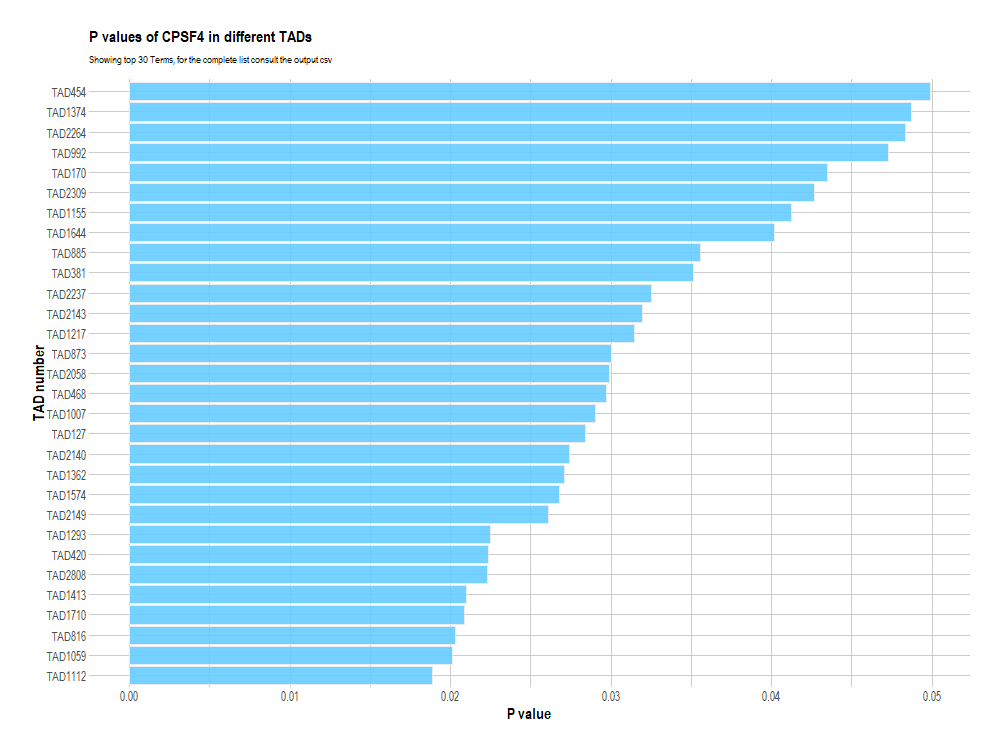 P values of CPSF4 in different TADs
Showing top 30 Terms, for the complete list consult the output csv
TAD number
TAD454
TAD1374
TAD2264
TAD992
TAD170
TAD2309
TAD1155
TAD1644
TAD885
TAD381
TAD2237
TAD2143
TAD1217
TAD873
TAD2058
TAD468
TAD1007
TAD127
TAD2140
TAD1362
TAD1574
TAD2149
TAD1293
TAD420
TAD2808
TAD1413
TAD1710
TAD816
TAD1059
TAD1112
0.00 0.01 0.02 0.03 0.04 0.05
P value